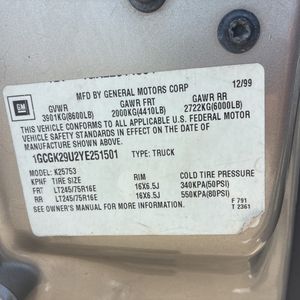 GM
MFD BY GENERAL MOTORS CORP 12/99
GVWR GAWR FRT GAWR RR
3901KG(8600LB) 2000KG(4410LB) 2722KG(6000LB)
THIS VEHICLE CONFORMS TO ALL APPLICABLE U.S. FEDERAL MOTOR
VEHICLE SAFETY STANDARDS IN EFFECT ON THE DATE OF
MANUFACTURE SHOWN ABOVE.
1GCGK29U2YE251501 TYPE: TRUCK
MODEL: K25753
KPNF TIRE SIZE RIM COLD TIRE PRESSURE
FRT LT245/75R16E 16X6.5J 340KPA(50PSI)
RR LT245/75R16E 16X6.5J 550KPA(80PSI)
SEE OWNER'S MANUAL FOR MORE INFORMATION.
F 791
T 2361